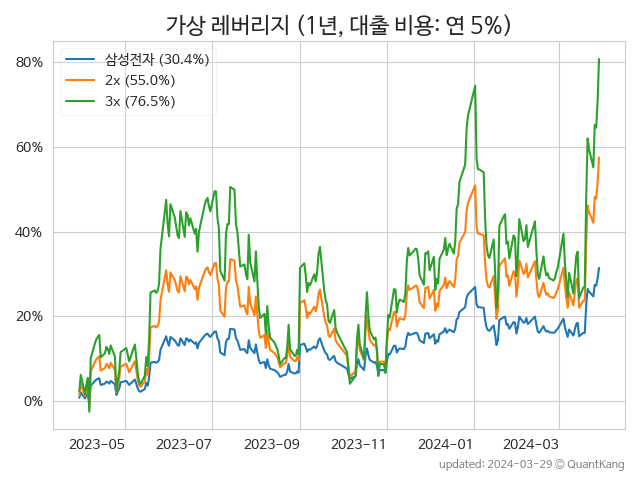 가상 레버리지 (1년, 대출 비용: 연 5%)
삼성전자 (30.4%)
2x (55.0%)
3x (76.5%)
80%
60%
40%
20%
0%
2023-05 2023-07 2023-09 2023-11 2024-01 2024-03
updated: 2024-03-29 © QuantKang